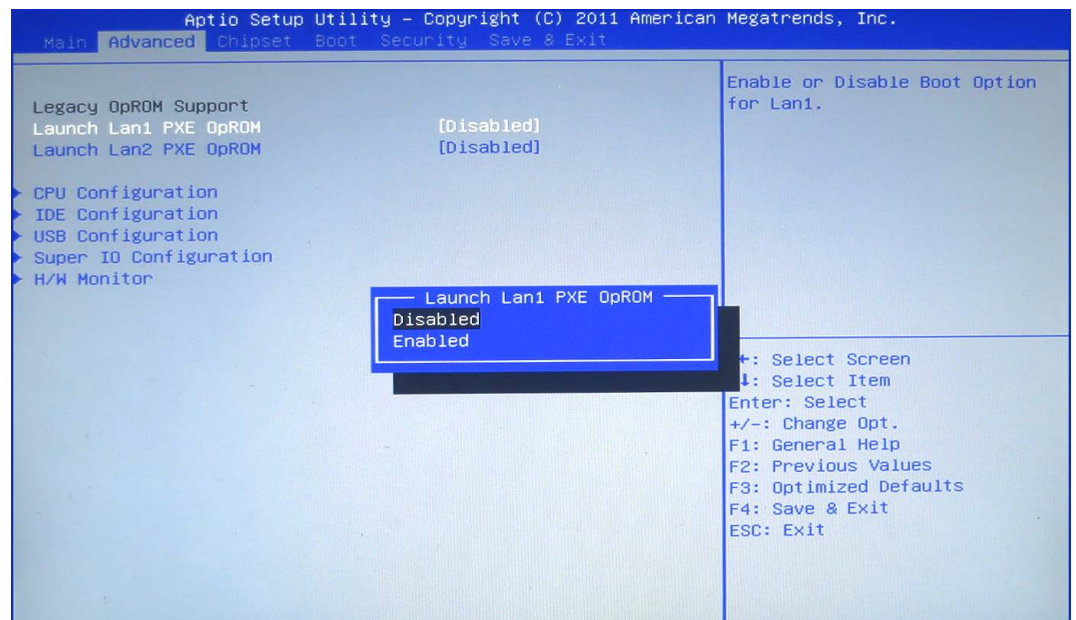 Aptio Setup Utility – Copyright (C) 2011 American Megatrends, Inc.
Main Advanced Chipset Boot Security Save & Exit
Legacy OpROM Support
Launch Lan1 PXE OpROM [Disabled]
Launch Lan2 PXE OpROM [Disabled]
CPU Configuration
IDE Configuration
USB Configuration
Super IO Configuration
H/W Monitor
Launch Lan1 PXE OpROM
Disabled
Enabled
Enable or Disable Boot Option
for Lan1.
←: Select Screen
↓: Select Item
Enter: Select
+/-: Change Opt.
F1: General Help
F2: Previous Values
F3: Optimized Defaults
F4: Save & Exit
ESC: Exit